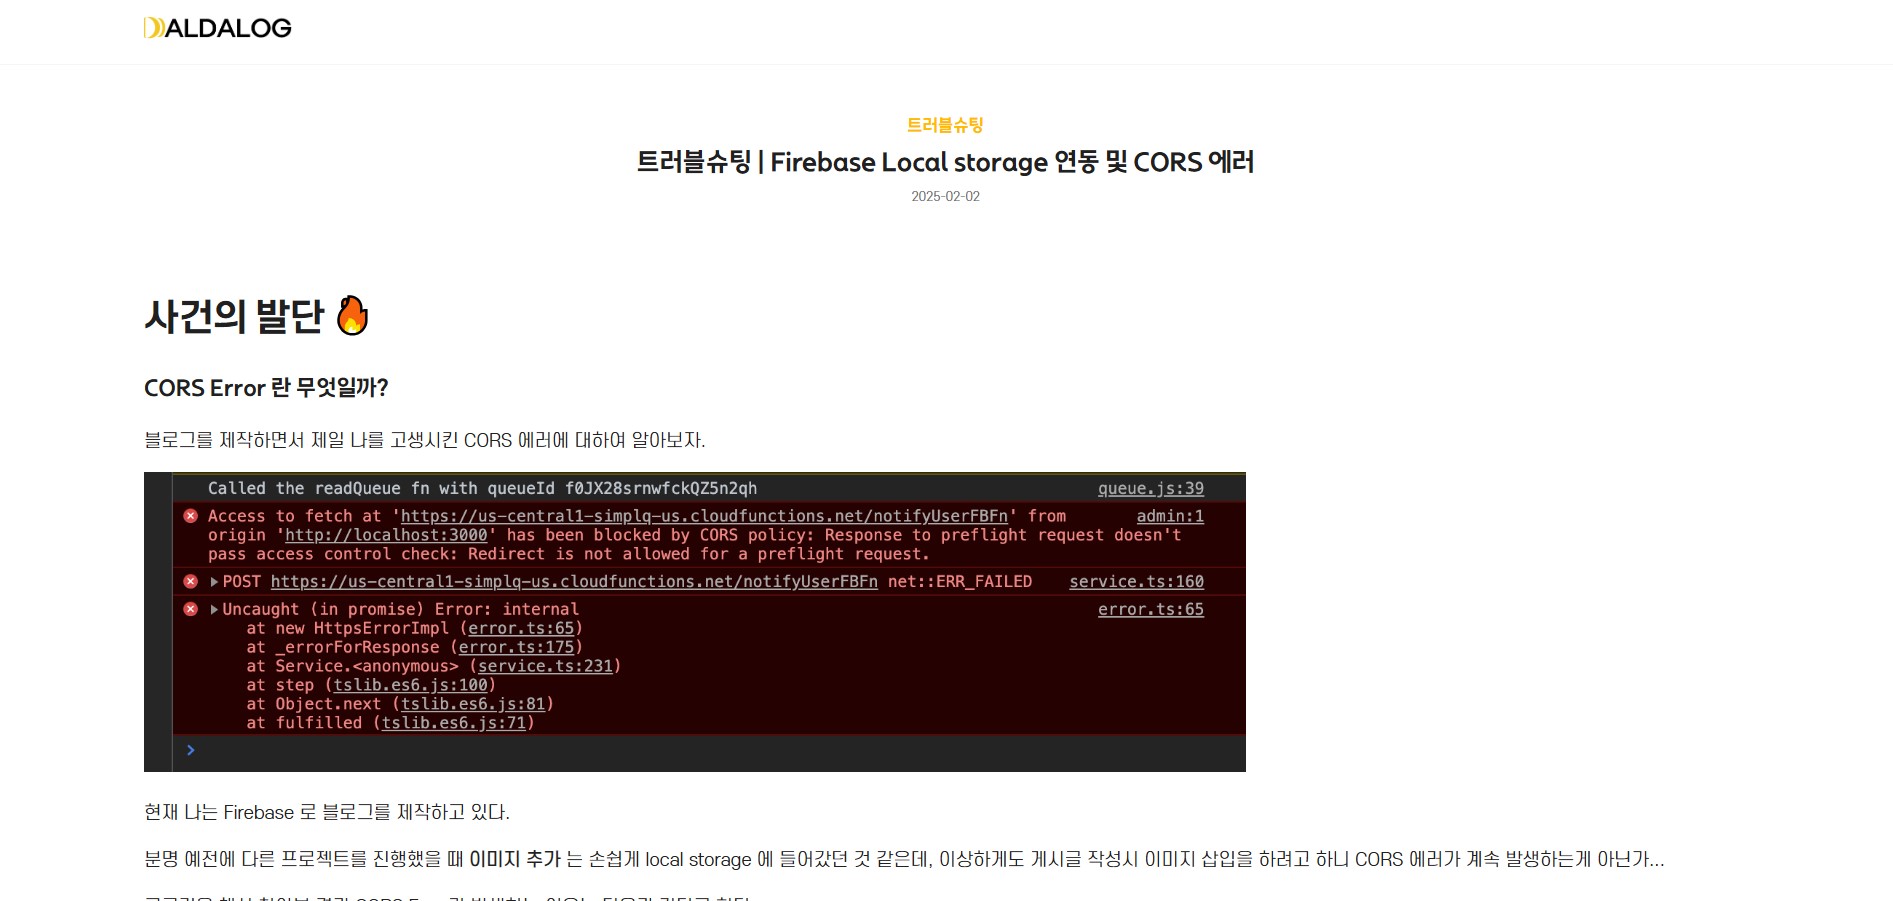 DALDALOG
트러블슈팅
트러블슈팅 | Firebase Local storage 연동 및 CORS 에러
2025-02-02
사건의 발단 🔥
CORS Error 란 무엇일까?
블로그를 제작하면서 제일 나를 고생시킨 CORS 에러에 대하여 알아보자.
Called the readQueue fn with queueId f0JX28srnwfckQZ5n2qh queue.js:39
Access to fetch at 'https://us-central1-simplq-us.cloudfunctions.net/notifyUserFBFn' from admin:1
origin 'http://localhost:3000' has been blocked by CORS policy: Response to preflight request doesn't
pass access control check: Redirect is not allowed for a preflight request.
POST https://us-central1-simplq-us.cloudfunctions.net/notifyUserFBFn net::ERR_FAILED service.ts:160
Uncaught (in promise) Error: internal error.ts:65
at new HttpsErrorImpl (error.ts:65)
at _errorForResponse (error.ts:175)
at Service.<anonymous> (service.ts:231)
at step (tslib.es6.js:100)
at Object.next (tslib.es6.js:81)
at fulfilled (tslib.es6.js:71)
현재 나는 Firebase 로 블로그를 제작하고 있다.
분명 예전에 다른 프로젝트를 진행했을 때 이미지 추가 는 손쉽게 local storage 에 들어갔던 것 같은데, 이상하게도 게시글 작성시 이미지 삽입을 하려고 하니 CORS 에러가 계속 발생하는게 아닌가...